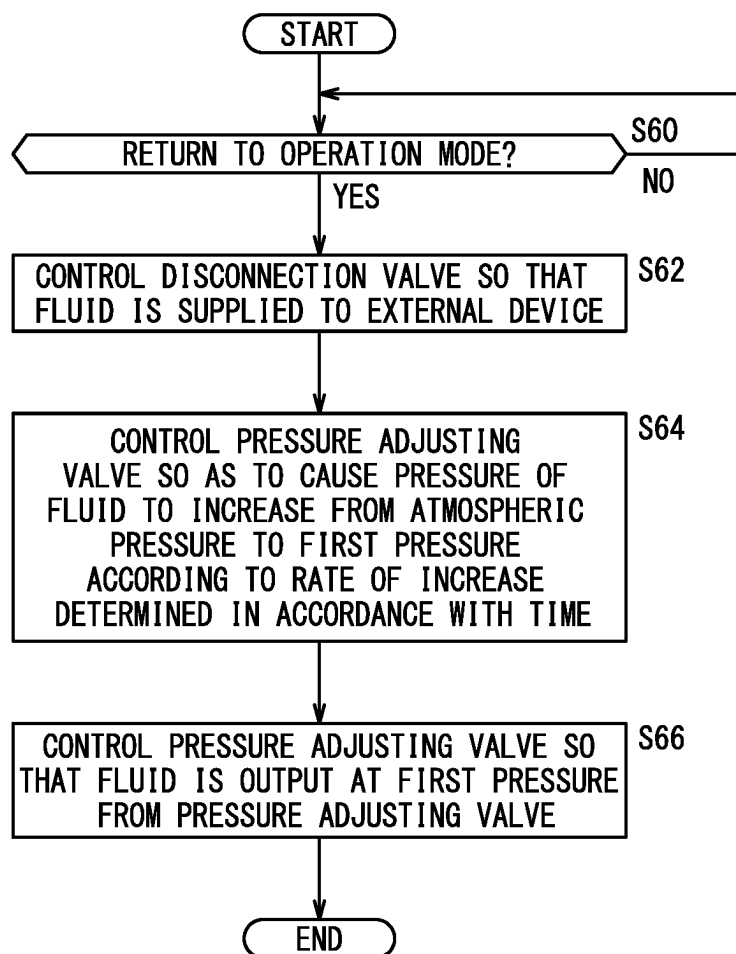 START
RETURN TO OPERATION MODE?
S60
NO
YES
CONTROL DISCONNECTION VALVE SO THAT
FLUID IS SUPPLIED TO EXTERNAL DEVICE
S62
CONTROL PRESSURE ADJUSTING
VALVE SO AS TO CAUSE PRESSURE OF
FLUID TO INCREASE FROM ATMOSPHERIC
PRESSURE TO FIRST PRESSURE
ACCORDING TO RATE OF INCREASE
DETERMINED IN ACCORDANCE WITH TIME
S64
CONTROL PRESSURE ADJUSTING VALVE SO
THAT FLUID IS OUTPUT AT FIRST PRESSURE
FROM PRESSURE ADJUSTING VALVE
S66
END